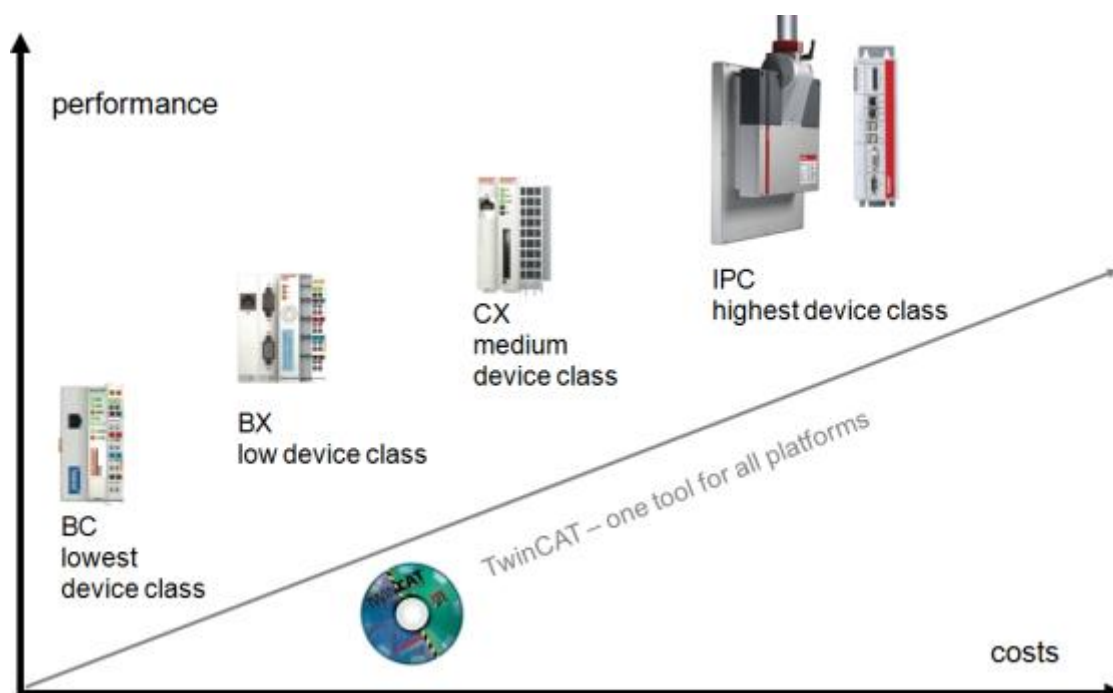 performance
IPC
highest device class
CX
medium
device class
BX
low device class
BC
lowest
device class
TwinCAT – one tool for all platforms
TwinCAT
costs